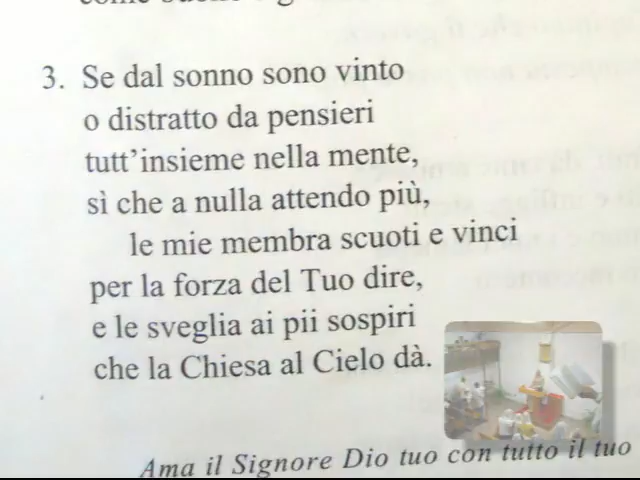 3. Se dal sonno sono vinto
o distratto da pensieri
tutt'insieme nella mente,
sì che a nulla attendo più,
le mie membra scuoti e vinci
per la forza del Tuo dire,
e le sveglia ai pii sospiri
che la Chiesa al Cielo dà.
Ama il Signore Dio tuo con tutto il tuo